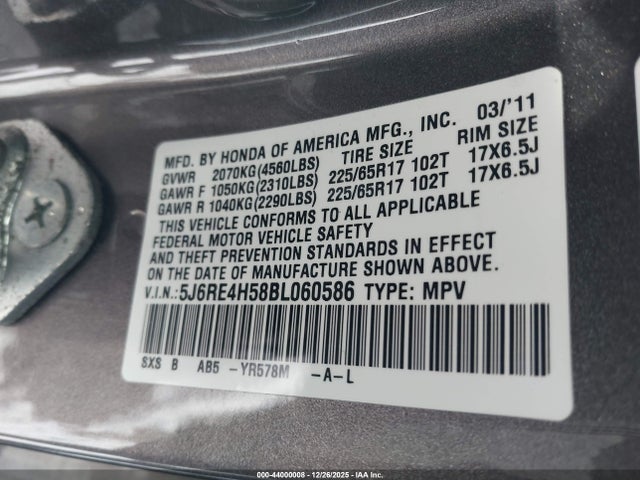 MFD. BY HONDA OF AMERICA MFG., INC. 03/'11
GVWR 2070KG(4560LBS) TIRE SIZE RIM SIZE
GAWR F 1050KG(2310LBS) 225/65R17 102T 17X6.5J
GAWR R 1040KG(2290LBS) 225/65R17 102T 17X6.5J
THIS VEHICLE CONFORMS TO ALL APPLICABLE
FEDERAL MOTOR VEHICLE SAFETY
AND THEFT PREVENTION STANDARDS IN EFFECT
ON THE DATE OF MANUFACTURE SHOWN ABOVE.
V.I.N.:5J6RE4H58BL060586 TYPE: MPV
SXS B AB5 -YR578M -A-L
000-44000008 - 12/26/2025 - IAA Inc.